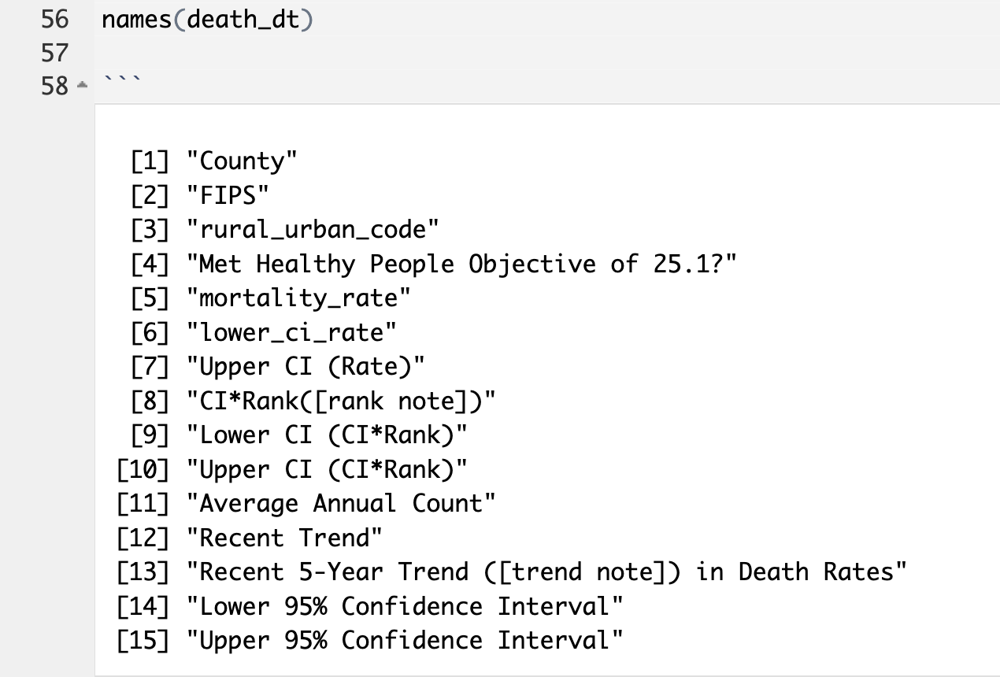 56 names(death_dt)
57
58 ```
[1] "County"
[2] "FIPS"
[3] "rural_urban_code"
[4] "Met Healthy People Objective of 25.1?"
[5] "mortality_rate"
[6] "lower_ci_rate"
[7] "Upper CI (Rate)"
[8] "CI*Rank([rank note])"
[9] "Lower CI (CI*Rank)"
[10] "Upper CI (CI*Rank)"
[11] "Average Annual Count"
[12] "Recent Trend"
[13] "Recent 5-Year Trend ([trend note]) in Death Rates"
[14] "Lower 95% Confidence Interval"
[15] "Upper 95% Confidence Interval"